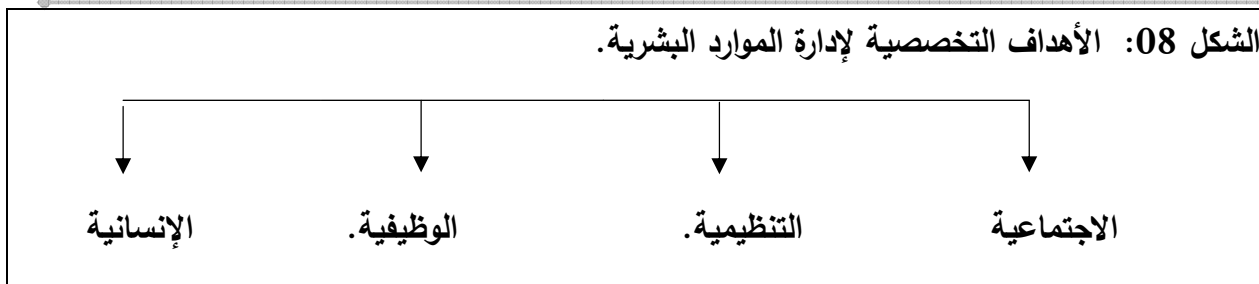 الشكل 08: الأهداف التخصصية لإدارة الموارد البشرية.
الاجتماعية التنظيمية. الوظيفية. الإنسانية